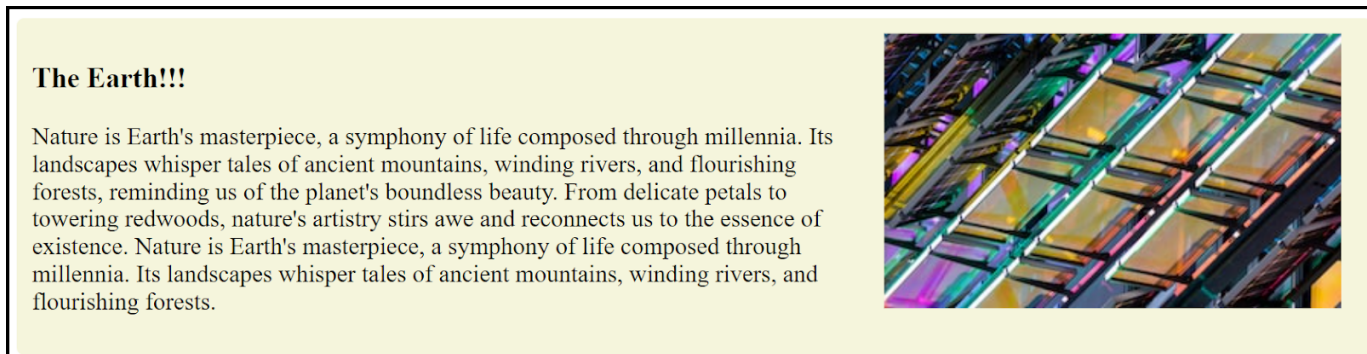 The Earth!!!
Nature is Earth's masterpiece, a symphony of life composed through millennia. Its
landscapes whisper tales of ancient mountains, winding rivers, and flourishing
forests, reminding us of the planet's boundless beauty. From delicate petals to
towering redwoods, nature's artistry stirs awe and reconnects us to the essence of
existence. Nature is Earth's masterpiece, a symphony of life composed through
millennia. Its landscapes whisper tales of ancient mountains, winding rivers, and
flourishing forests.